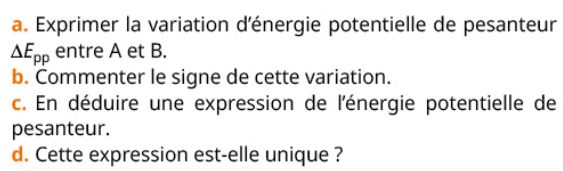 a. Exprimer la variation d'énergie potentielle de pesanteur
ΔEpp entre A et B.
b. Commenter le signe de cette variation.
c. En déduire une expression de l'énergie potentielle de
pesanteur.
d. Cette expression est-elle unique ?